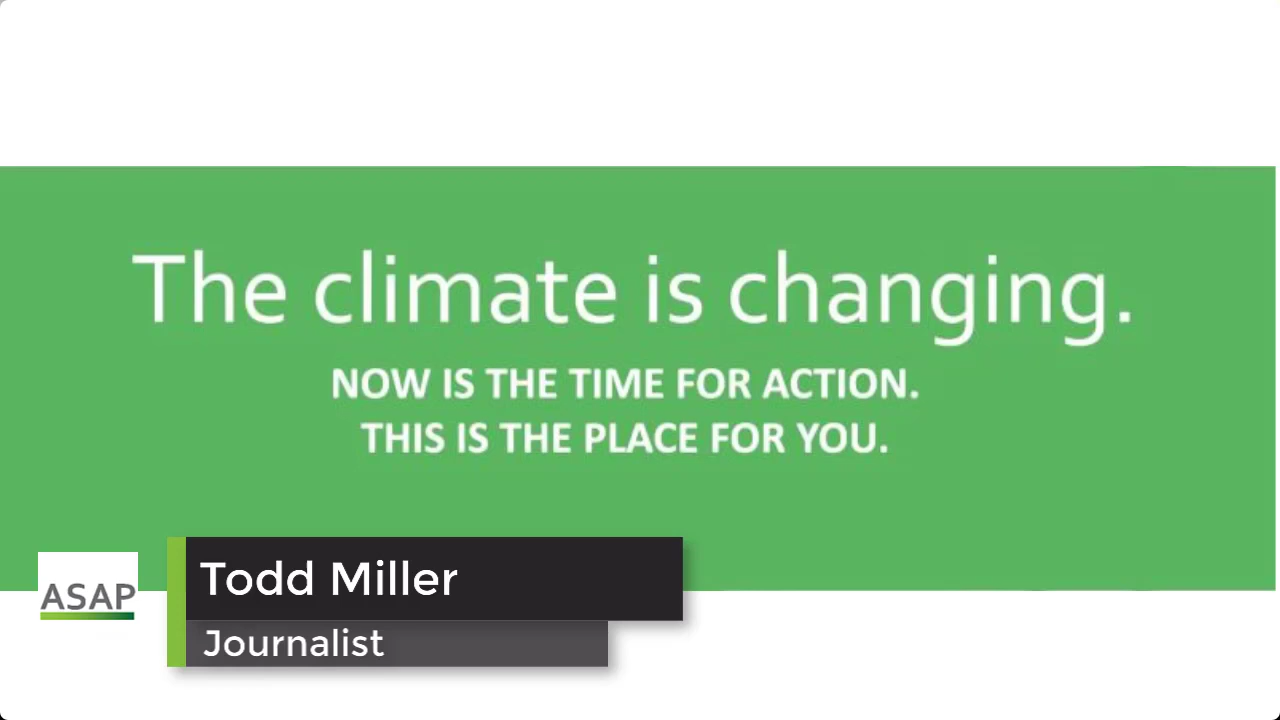 The climate is changing.
NOW IS THE TIME FOR ACTION.
THIS IS THE PLACE FOR YOU.
ASAP
Todd Miller
Journalist